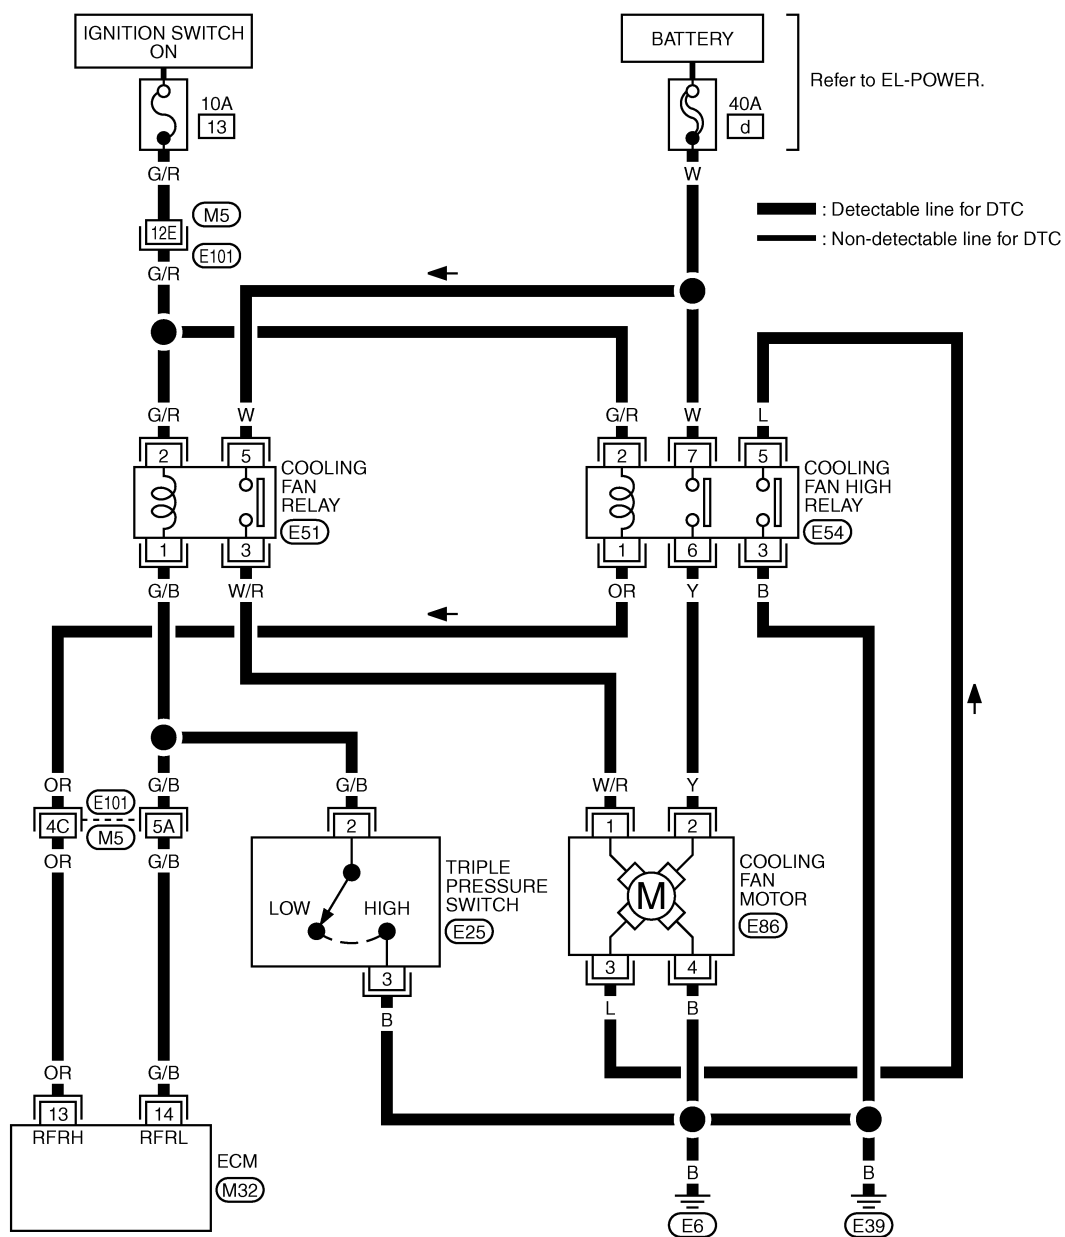 IGNITION SWITCH
ON
BATTERY
Refer to EL-POWER.
10A
13
40A
d
G/R
W
: Detectable line for DTC
: Non-detectable line for DTC
M5
12E
E101
G/R
G/R
W
G/R
W
L
2
5
2
7
5
COOLING
FAN
RELAY
E51
COOLING
FAN HIGH
RELAY
E54
1
3
1
6
3
G/B
W/R
OR
Y
B
OR
G/B
G/B
W/R
Y
4C
E101
M5
5A
2
1
2
OR
G/B
TRIPLE
PRESSURE
SWITCH
E25
LOW
HIGH
M
COOLING
FAN
MOTOR
E86
3
3
4
B
L
B
OR
G/B
13
14
RFRH
RFRL
ECM
M32
B
B
E6
E39